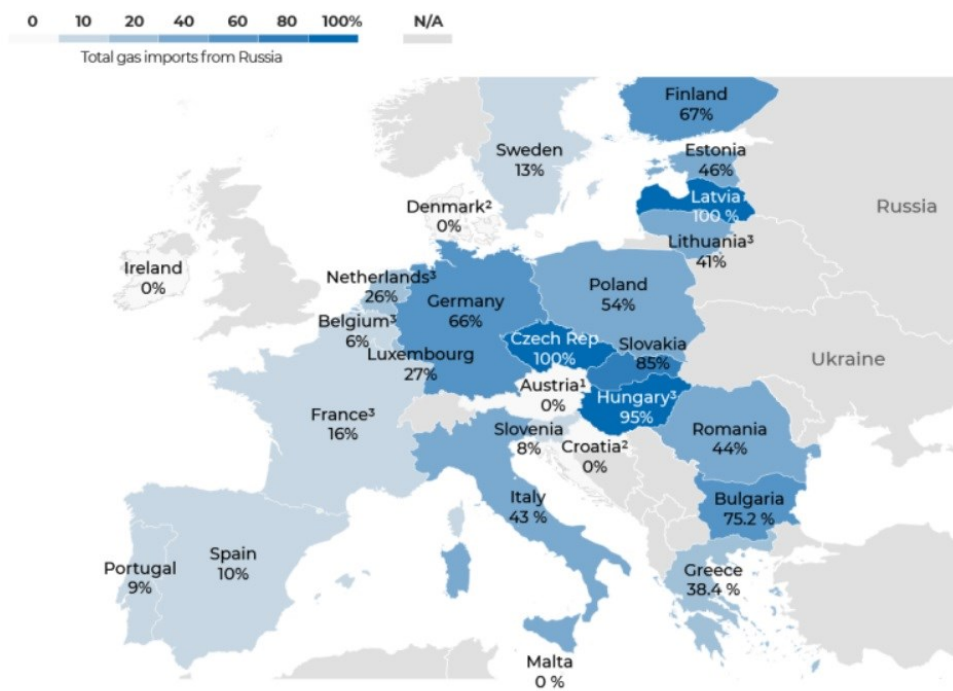 0 10 20 40 60 80 100% N/A
Total gas imports from Russia
Finland
67%
Sweden
13%
Estonia
46%
Latvia
100 %
Russia
Denmark²
0%
Lithuania³
41%
Ireland
0%
Netherlands³
26%
Germany
66%
Poland
54%
Belgium³
6%
Czech Rep
100%
Slovakia
85%
Ukraine
Luxembourg
27%
Austria¹
0%
Hungary³
95%
France³
16%
Slovenia
8%
Croatia²
0%
Romania
44%
Italy
43 %
Bulgaria
75.2 %
Portugal
9%
Spain
10%
Greece
38.4 %
Malta
0 %